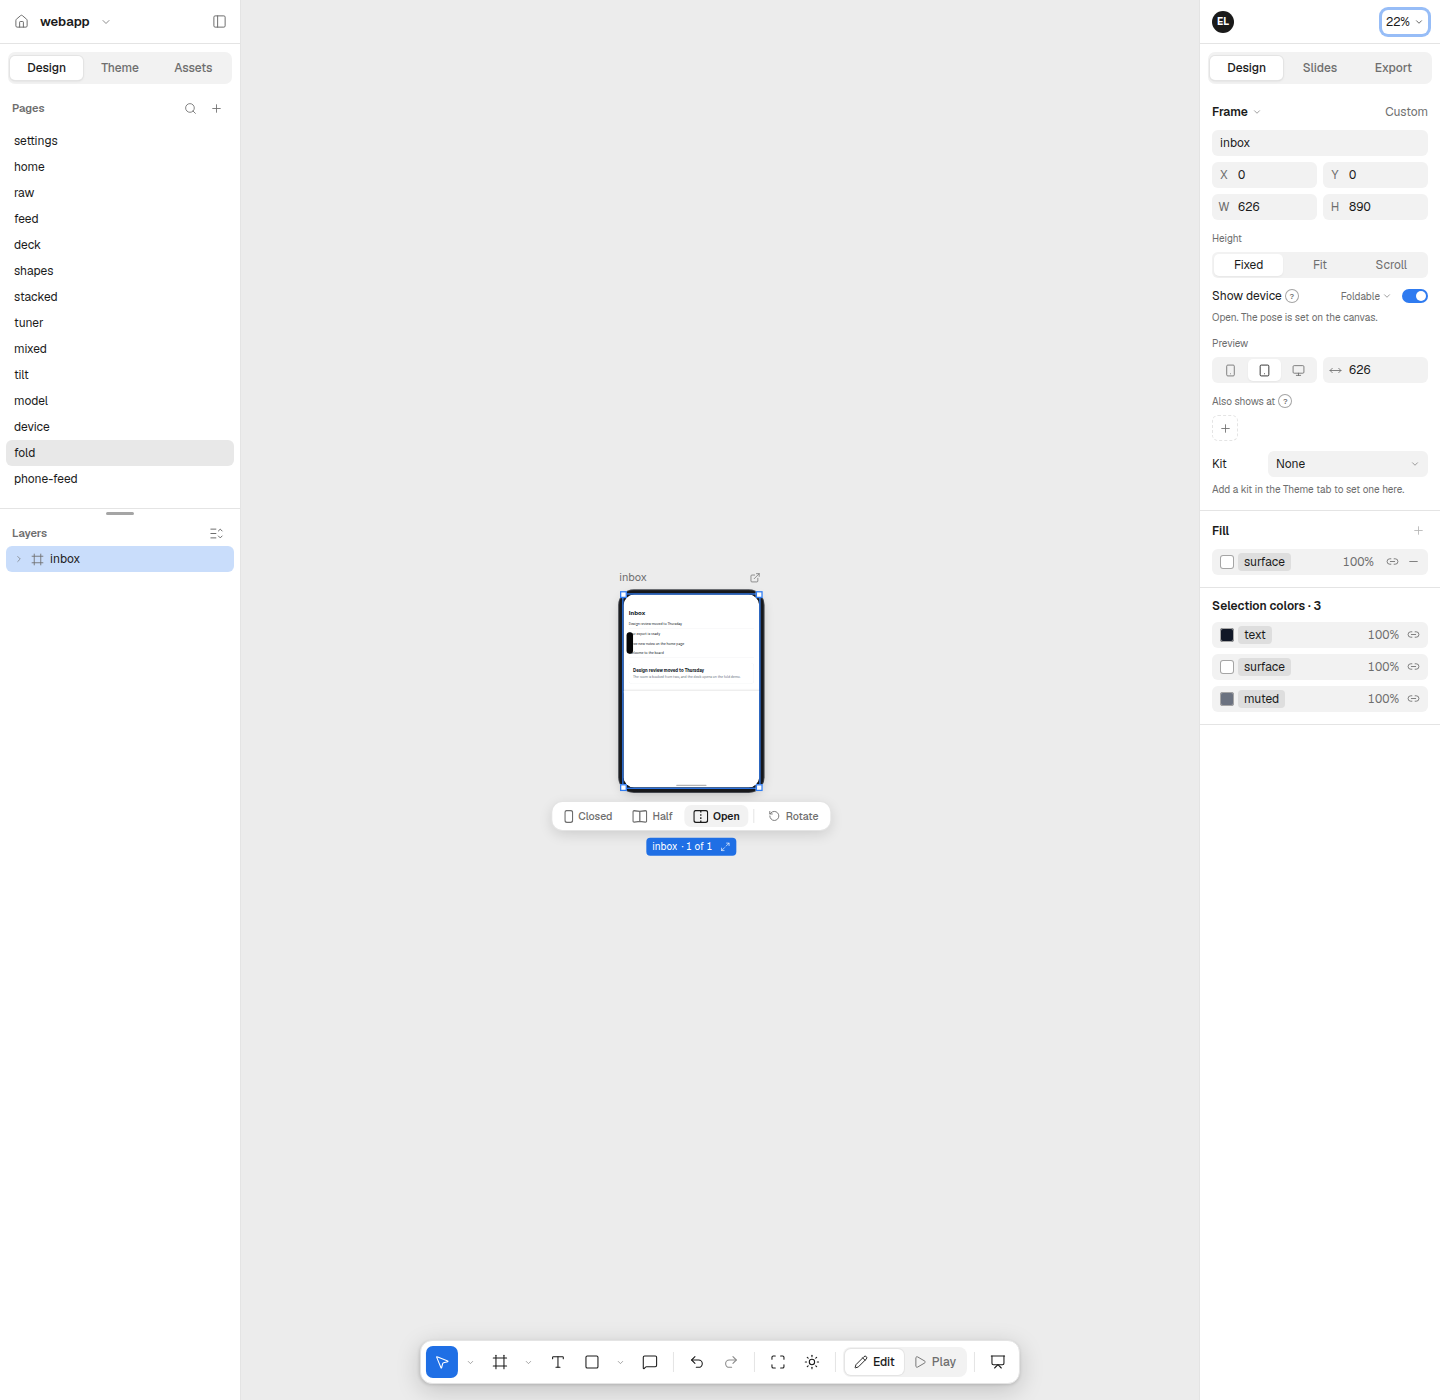 webapp
EL
22%
Design
Theme
Assets
Design
Slides
Export
Pages
settings
home
raw
feed
deck
shapes
stacked
tuner
mixed
tilt
model
device
fold
phone-feed
Layers
inbox
inbox
Inbox
Design review moved to Thursday
Design review moved to Thursday
Closed
Half
Open
Rotate
inbox · 1 of 1
Edit
Play
Frame
Custom
inbox
X 0
Y 0
W 626
H 890
Height
Fixed
Fit
Scroll
Show device ?
Foldable
Open. The pose is set on the canvas.
Preview
626
Also shows at ?
Kit
None
Add a kit in the Theme tab to set one here.
Fill
surface 100%
Selection colors · 3
text 100%
surface 100%
muted 100%